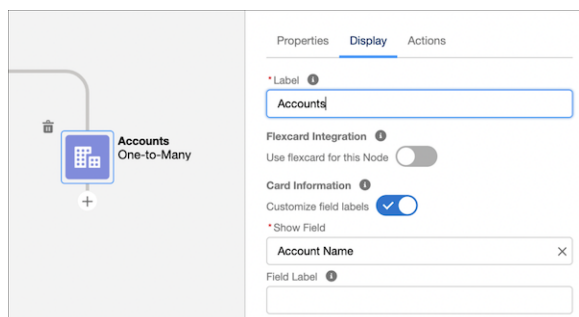 Properties Display Actions
*Label
Accounts
Accounts
One-to-Many
Flexcard Integration
Use flexcard for this Node
Card Information
Customize field labels
*Show Field
Account Name
Field Label